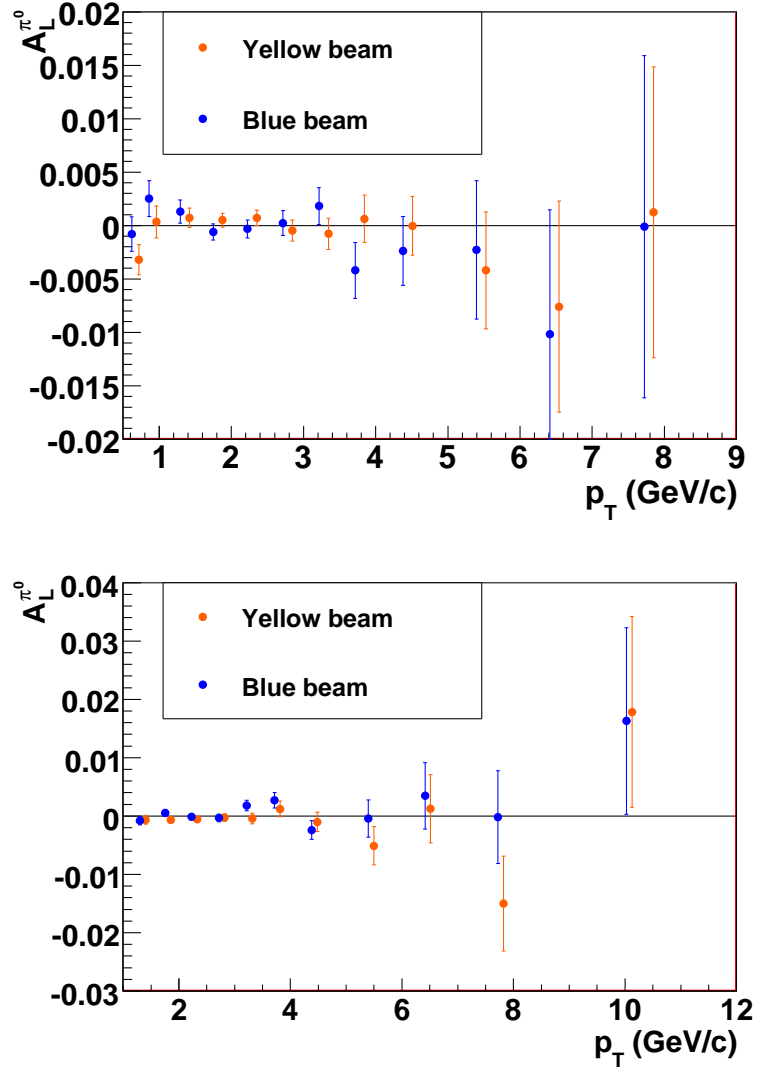 A_L^π⁰
0.02
0.015
0.01
0.005
0
-0.005
-0.01
-0.015
-0.02
Yellow beam
Blue beam
1 2 3 4 5 6 7 8 9
p_T (GeV/c)
A_L^π⁰
0.04
0.03
0.02
0.01
0
-0.01
-0.02
-0.03
Yellow beam
Blue beam
2 4 6 8 10 12
p_T (GeV/c)